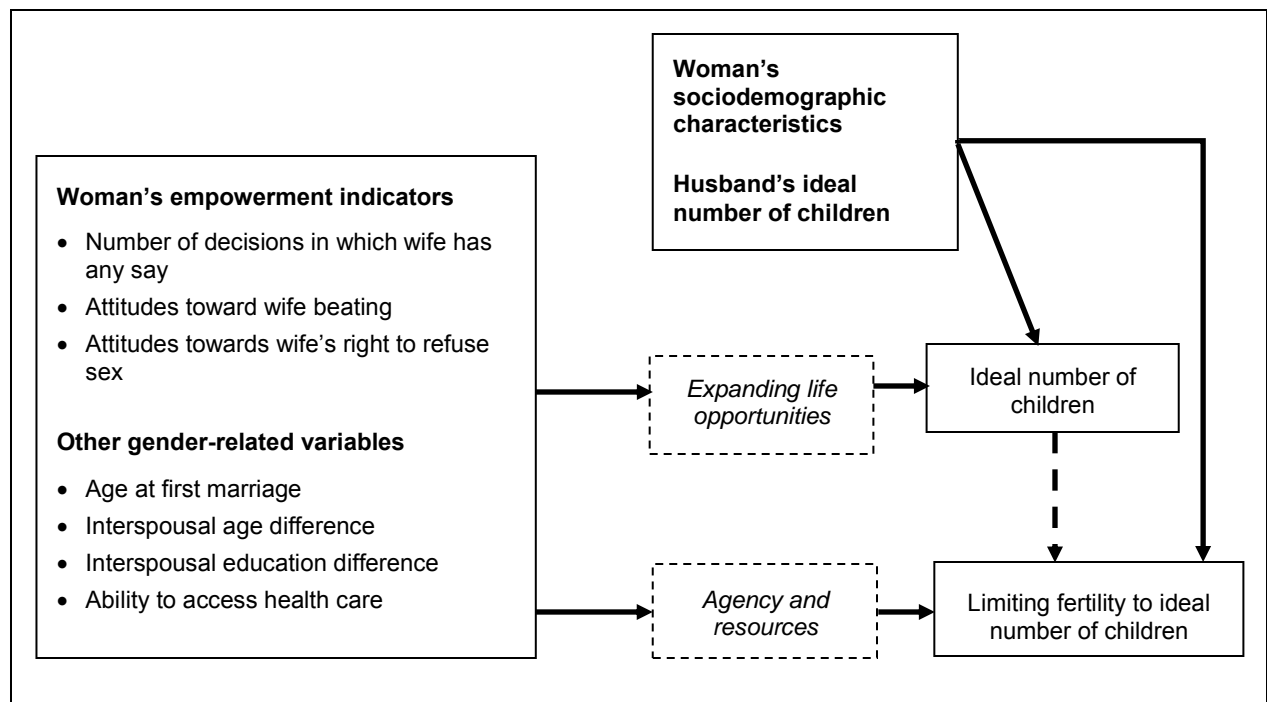 Woman's
sociodemographic
characteristics
Husband's ideal
number of children
Woman's empowerment indicators
• Number of decisions in which wife has
any say
• Attitudes toward wife beating
• Attitudes towards wife's right to refuse
sex
Other gender-related variables
• Age at first marriage
• Interspousal age difference
• Interspousal education difference
• Ability to access health care
Expanding life
opportunities
Ideal number of
children
Agency and
resources
Limiting fertility to ideal
number of children